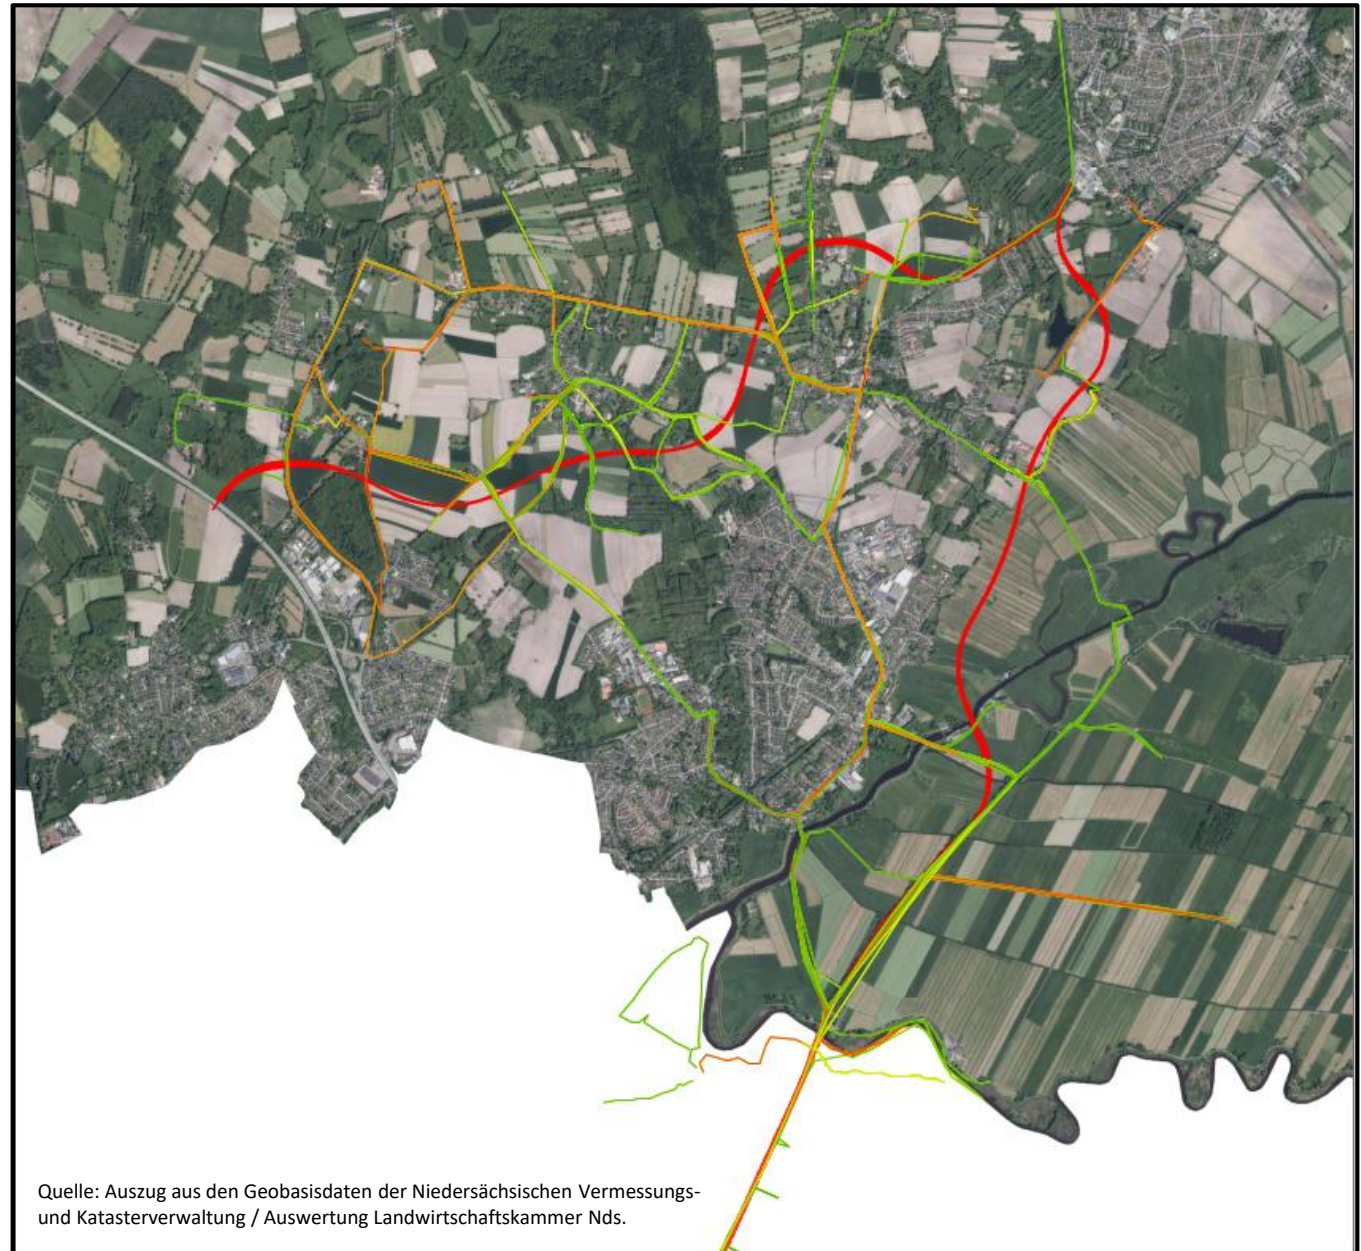 Quelle: Auszug aus den Geobasisdaten der Niedersächsischen Vermessungs-
und Katasterverwaltung / Auswertung Landwirtschaftskammer Nds.